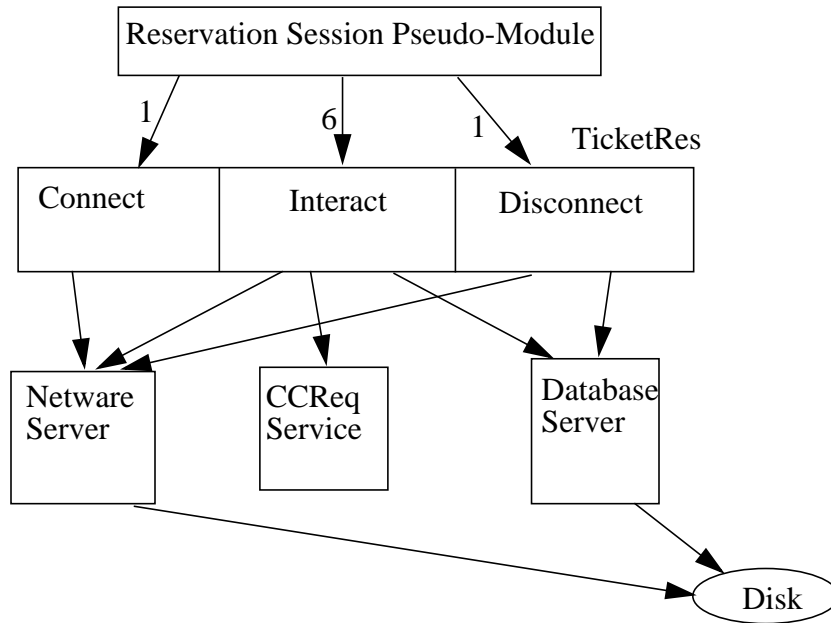 Reservation Session Pseudo-Module
1
6
1
TicketRes
Connect
Interact
Disconnect
Netware
Server
CCReq
Service
Database
Server
Disk